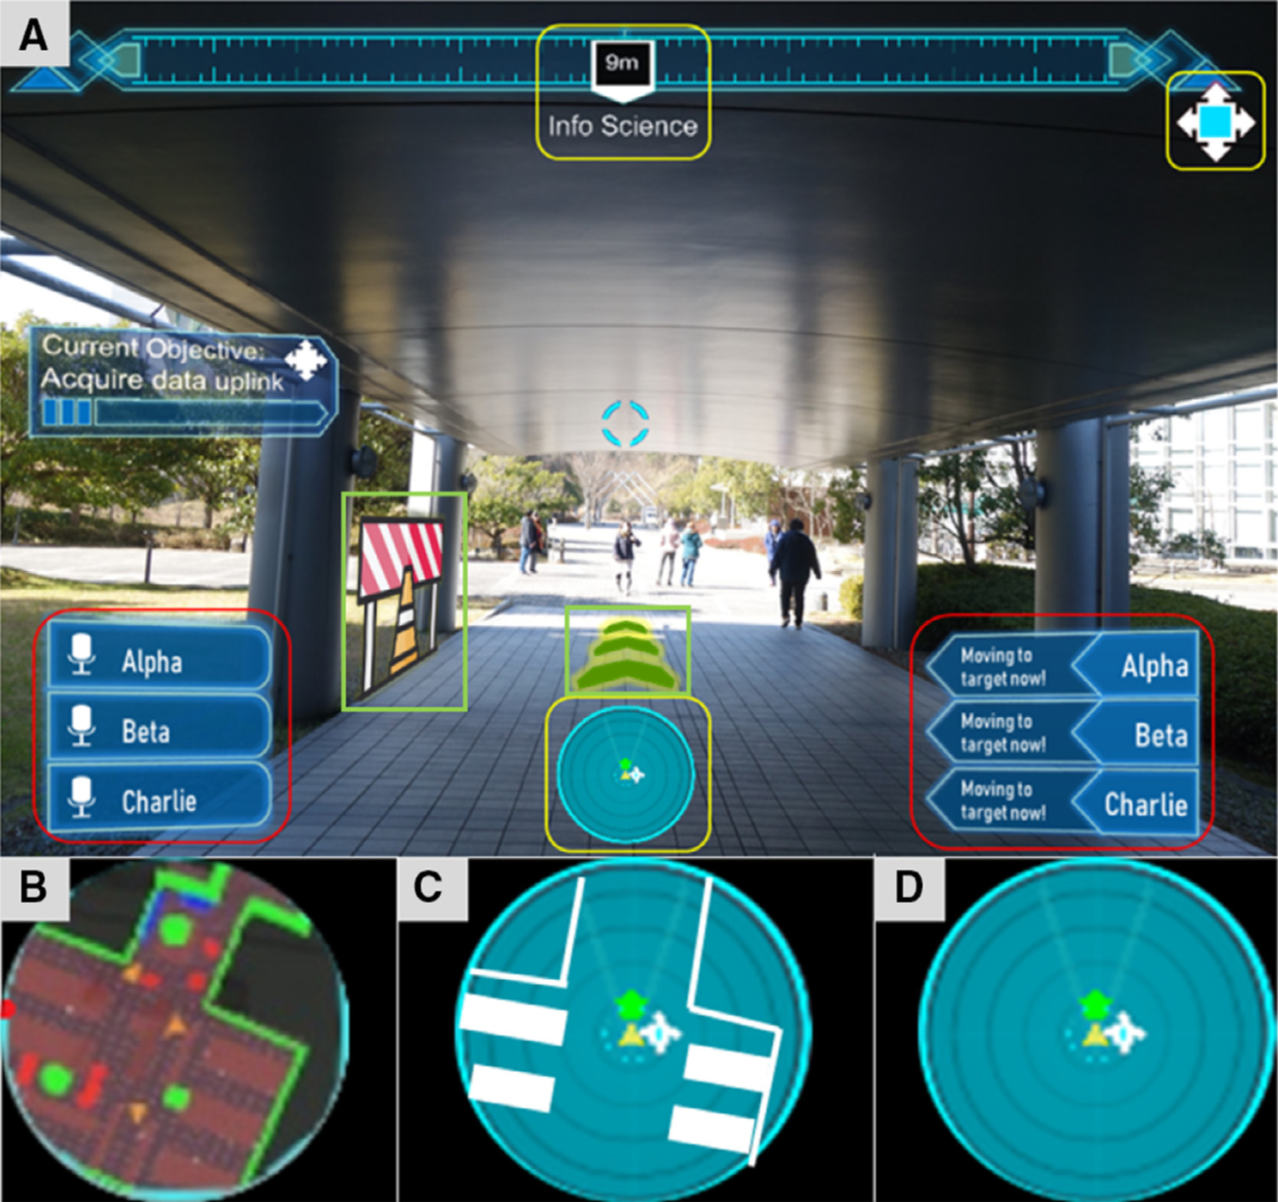 A
9m
Info Science
Current Objective:
Acquire data uplink
Alpha
Beta
Charlie
Moving to
target now!
Alpha
Moving to
target now!
Beta
Moving to
target now!
Charlie
B
C
D